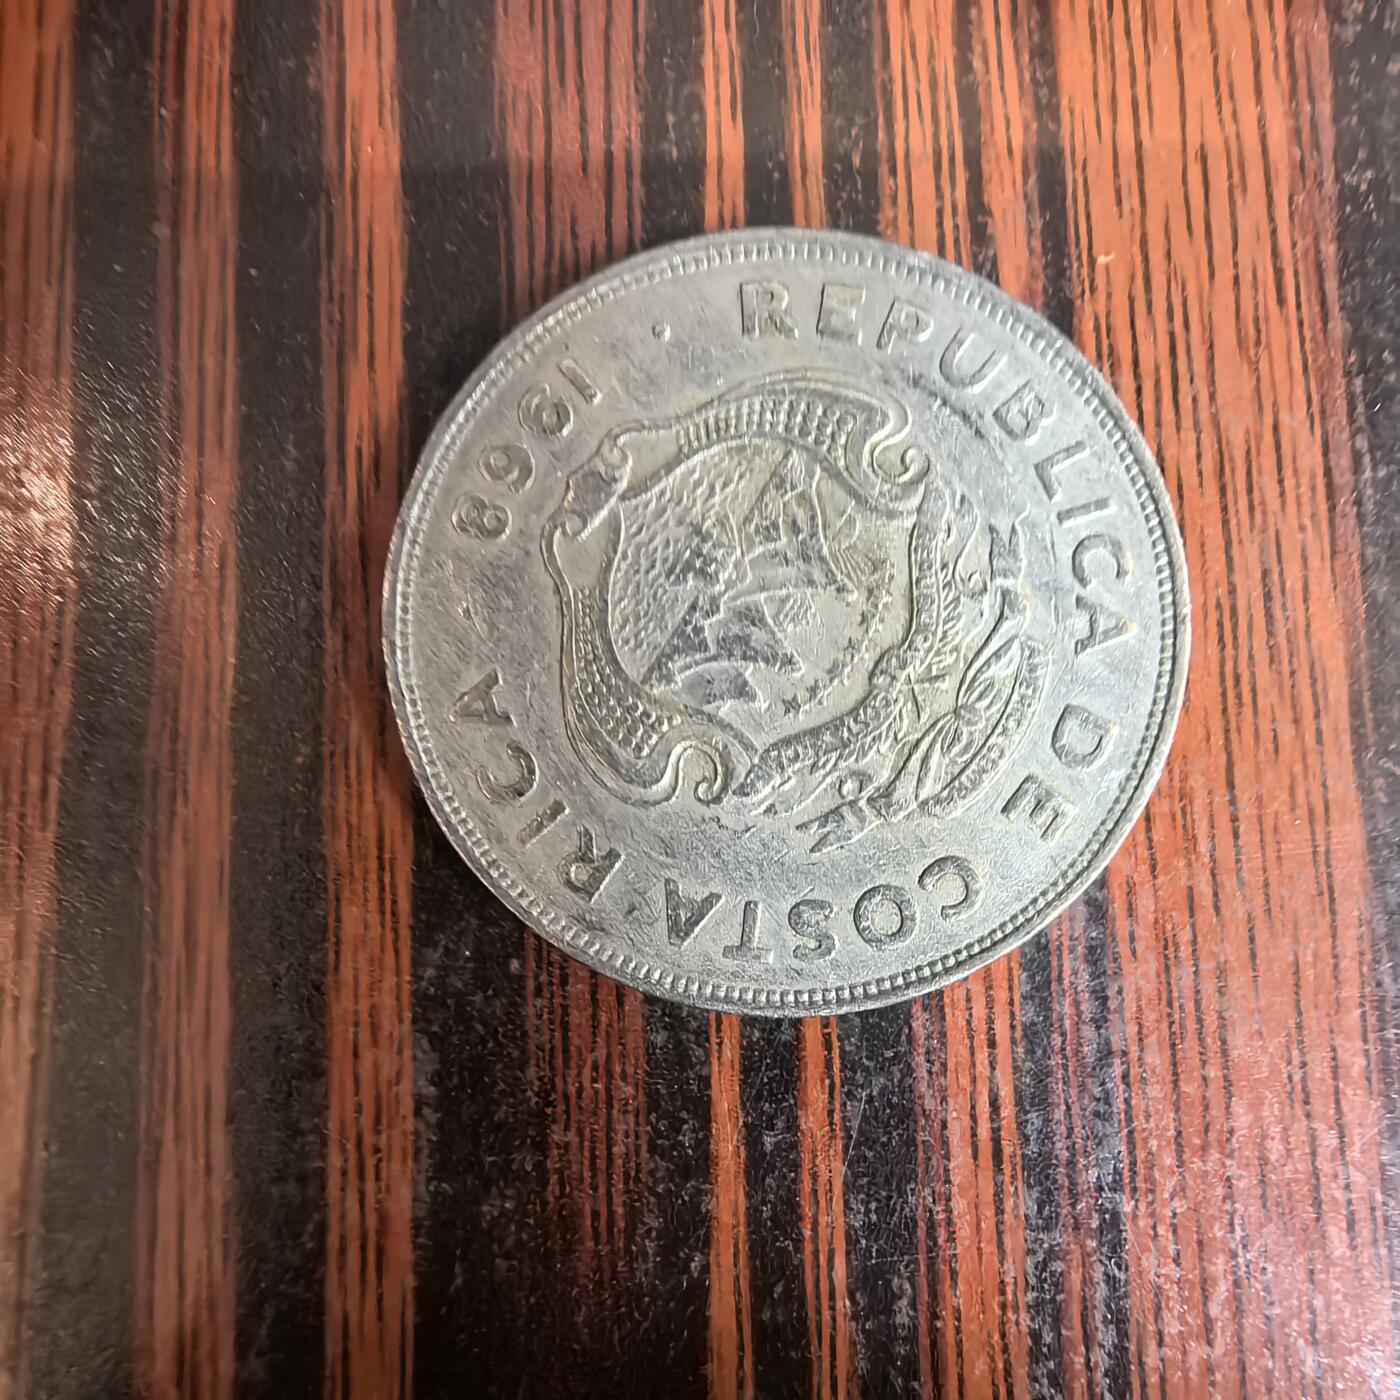 REPUBLICA DE COSTA RICA
1968